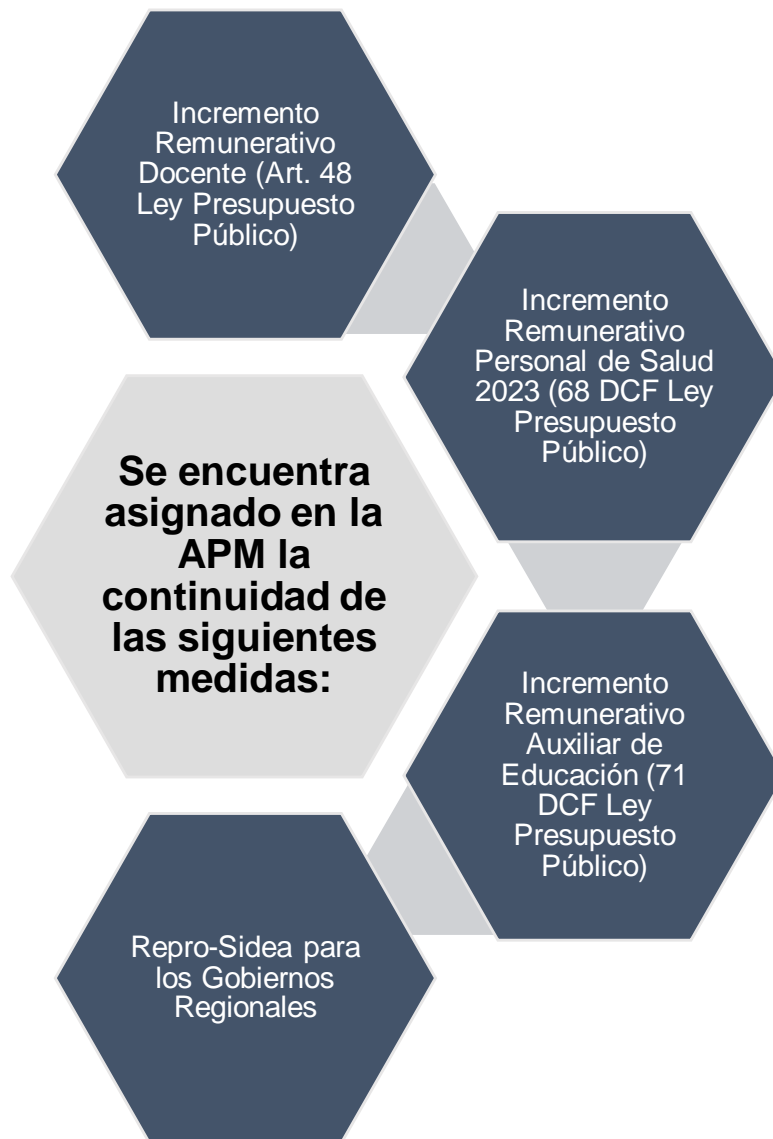 Incremento
Remunerativo
Docente (Art. 48
Ley Presupuesto
Público)
Incremento
Remunerativo
Personal de Salud
2023 (68 DCF Ley
Presupuesto
Público)
Se encuentra
asignado en la
APM la
continuidad de
las siguientes
medidas:
Incremento
Remunerativo
Auxiliar de
Educación (71
DCF Ley
Presupuesto
Público)
Repro-Sidea para
los Gobiernos
Regionales